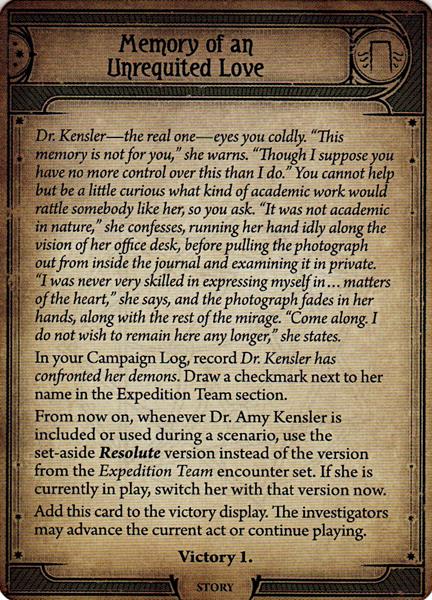 Memory of an
Unrequited Love
Dr. Kensler—the real one—eyes you coldly. “This
memory is not for you,” she warns. “Though I suppose
you have no more control over this than I do.” You cannot help
but be a little curious what kind of academic work would
rattle somebody like her, so you ask. “It was not academic
in nature,” she confesses, running her hand idly along the
vision of her office desk, before pulling the photograph
out from inside the journal and examining it in private.
“I was never very skilled in expressing myself in… matters
of the heart,” she says, and the photograph fades in her
hands, along with the rest of the mirage. “Come along. I
do not wish to remain here any longer,” she states.
In your Campaign Log, record Dr. Kensler has
confronted her demons. Draw a checkmark next to her
name in the Expedition Team section.
From now on, whenever Dr. Amy Kensler is
included or used during a scenario, use the
set-aside Resolute version instead of the version
from the Expedition Team encounter set. If she is
currently in play, switch her with that version now.
Add this card to the victory display. The investigators
may advance the current act or continue playing.
Victory 1.
STORY